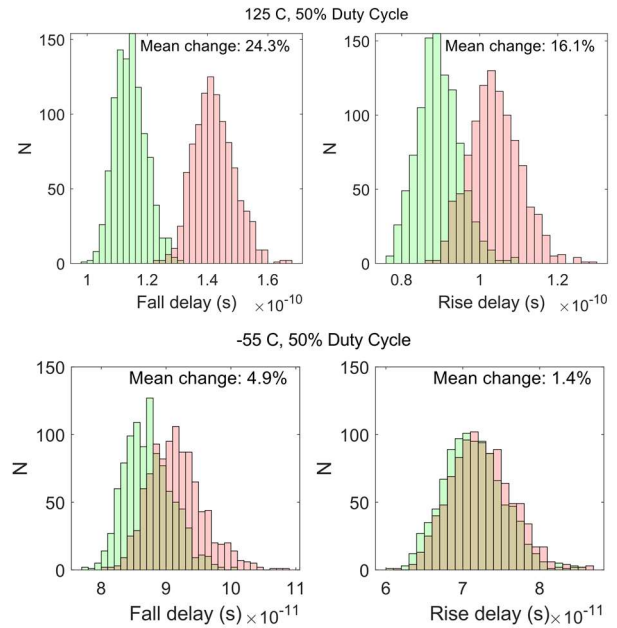 125 C, 50% Duty Cycle
Mean change: 24.3%
150
100
50
0
N
1 1.2 1.4 1.6
Fall delay (s) ×10-10
Mean change: 16.1%
150
100
50
0
N
0.8 1 1.2
Rise delay (s) ×10-10
-55 C, 50% Duty Cycle
Mean change: 4.9%
150
100
50
0
N
8 9 10 11
Fall delay (s) ×10-11
Mean change: 1.4%
150
100
50
0
N
6 7 8
Rise delay (s) ×10-11